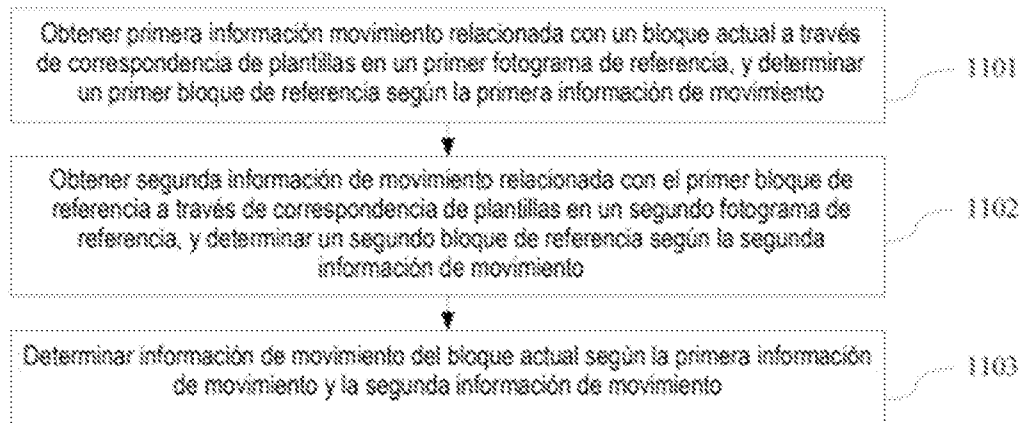 Obtener primera información movimiento relacionada con un bloque actual a través
de correspondencia de plantillas en un primer fotograma de referencia, y determinar
un primer bloque de referencia según la primera información de movimiento
1101
Obtener segunda información de movimiento relacionada con el primer bloque de
referencia a través de correspondencia de plantillas en un segundo fotograma de
referencia, y determinar un segundo bloque de referencia según la segunda
información de movimiento
1102
Determinar información de movimiento del bloque actual según la primera información
de movimiento y la segunda información de movimiento
1103